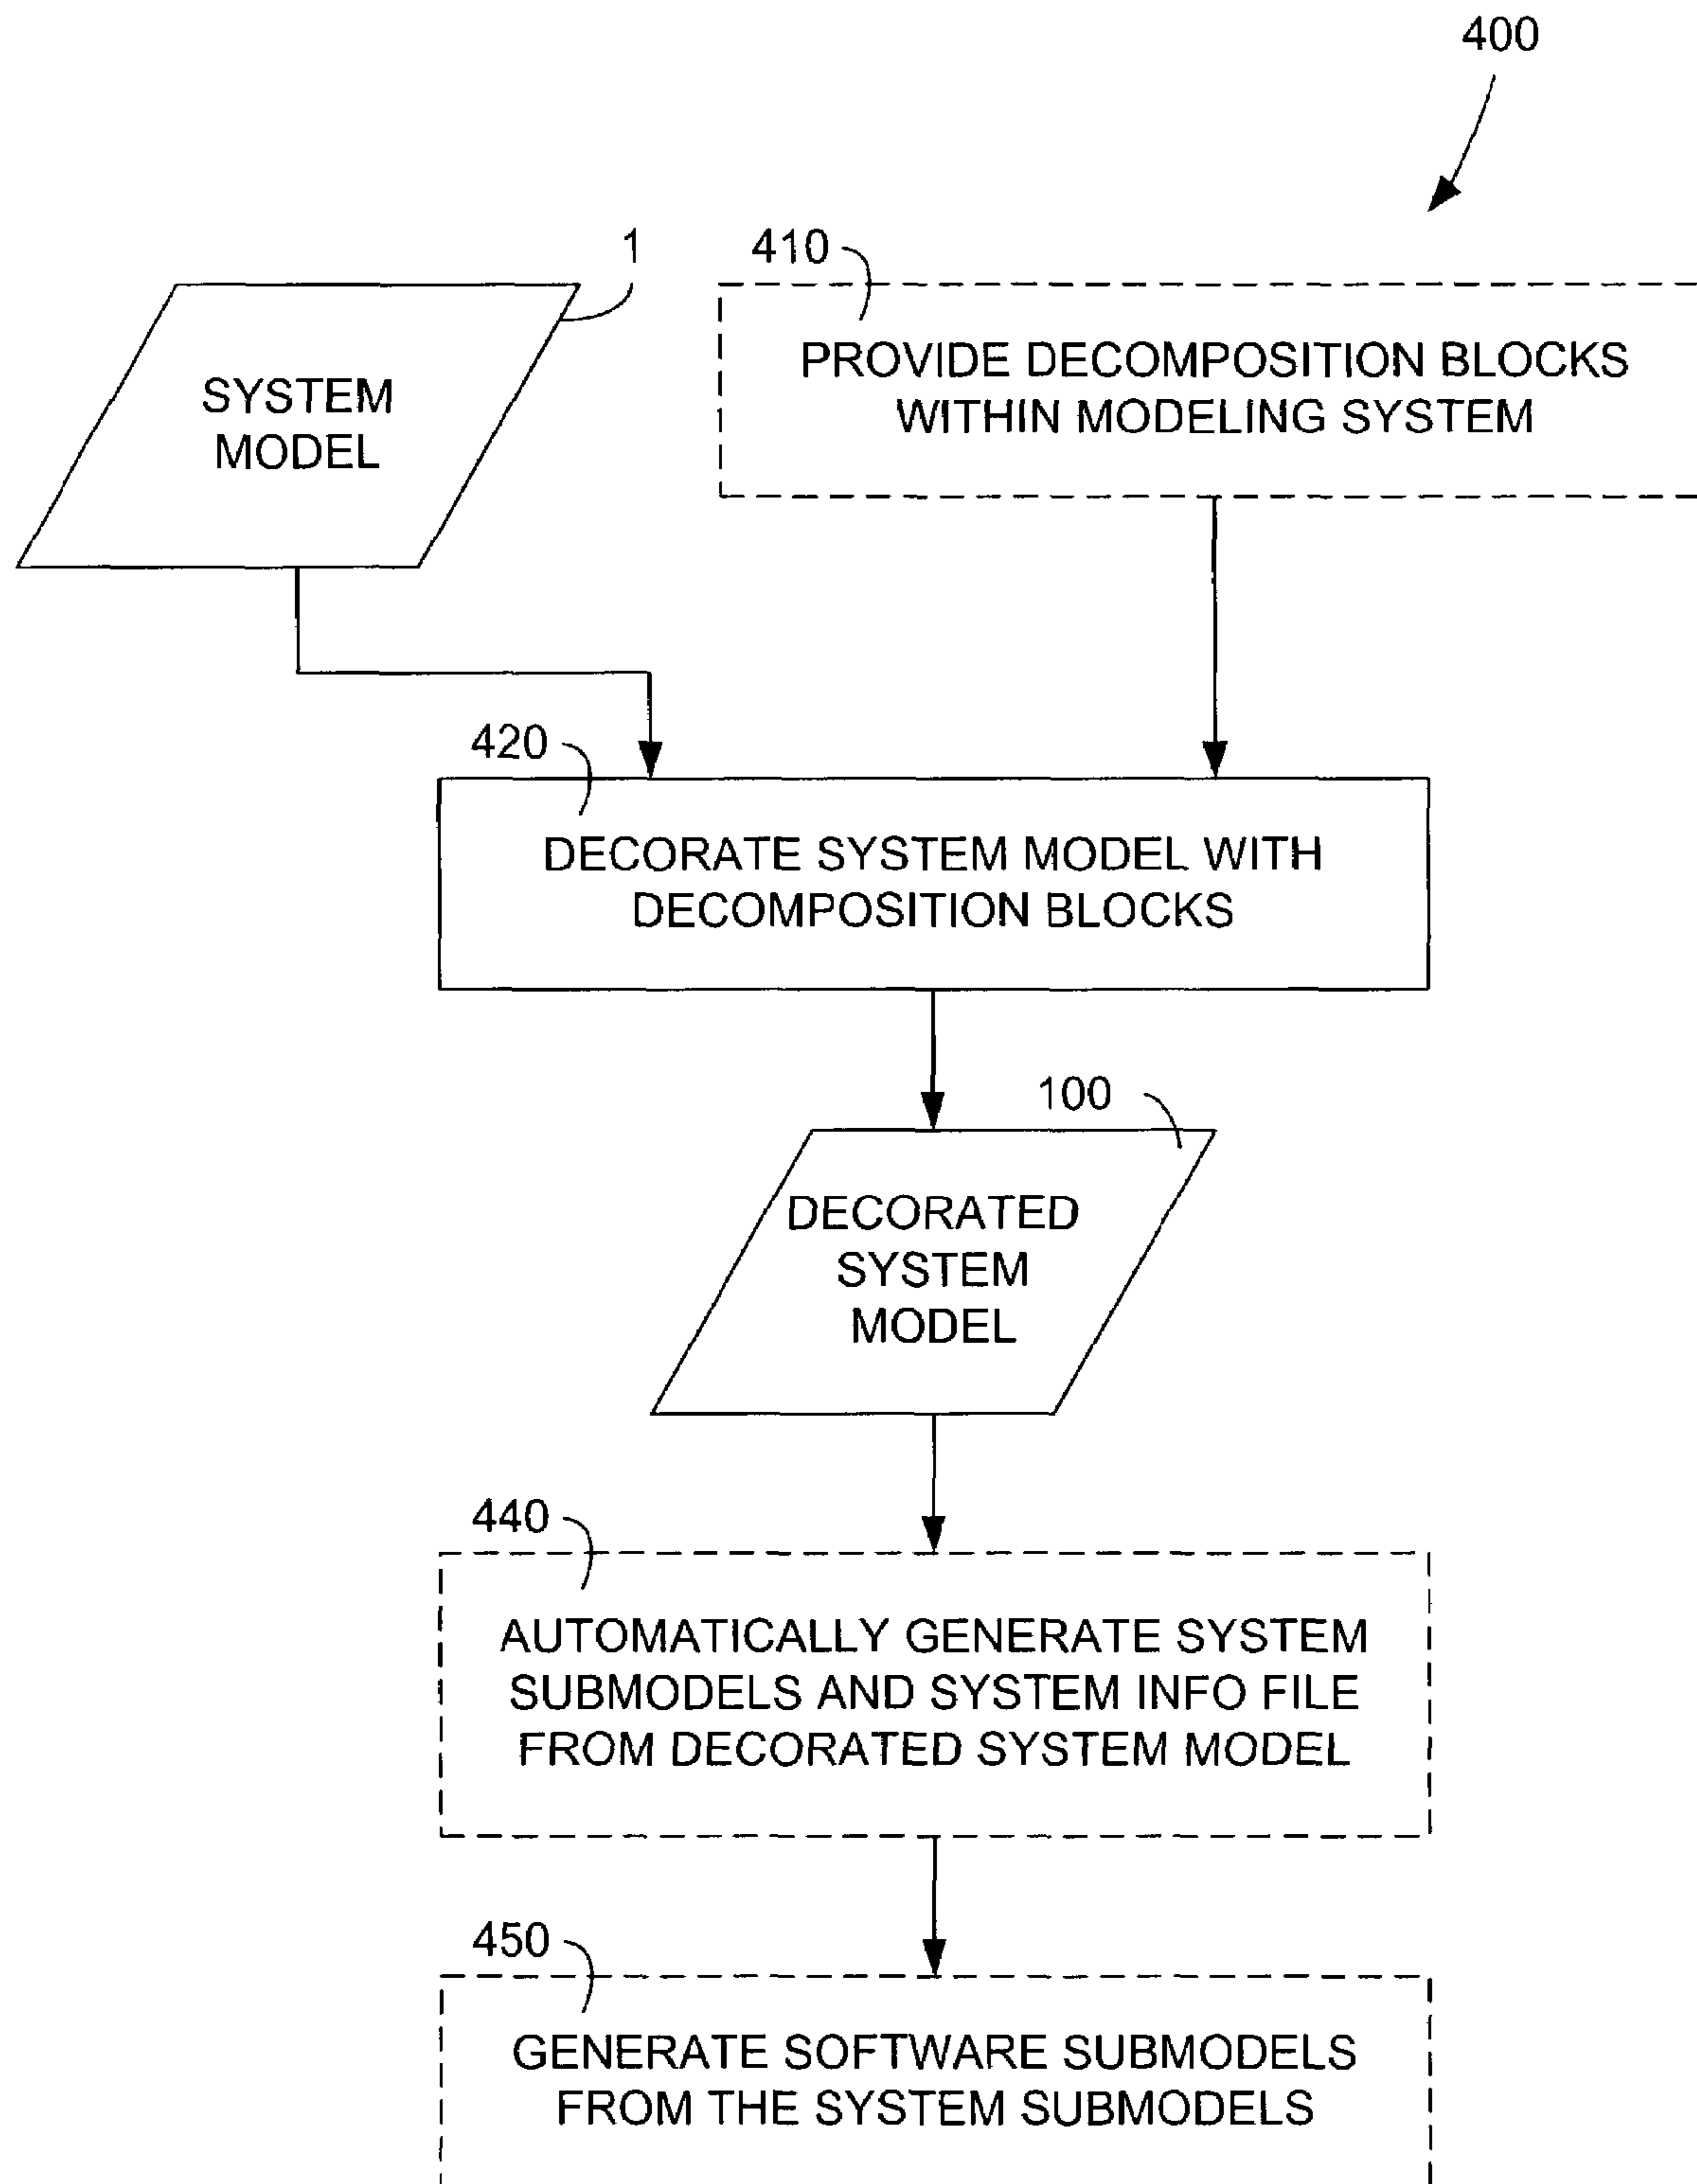 400
1
410
SYSTEM
MODEL
PROVIDE DECOMPOSITION BLOCKS
WITHIN MODELING SYSTEM
420
DECORATE SYSTEM MODEL WITH
DECOMPOSITION BLOCKS
100
DECORATED
SYSTEM
MODEL
440
AUTOMATICALLY GENERATE SYSTEM
SUBMODELS AND SYSTEM INFO FILE
FROM DECORATED SYSTEM MODEL
450
GENERATE SOFTWARE SUBMODELS
FROM THE SYSTEM SUBMODELS